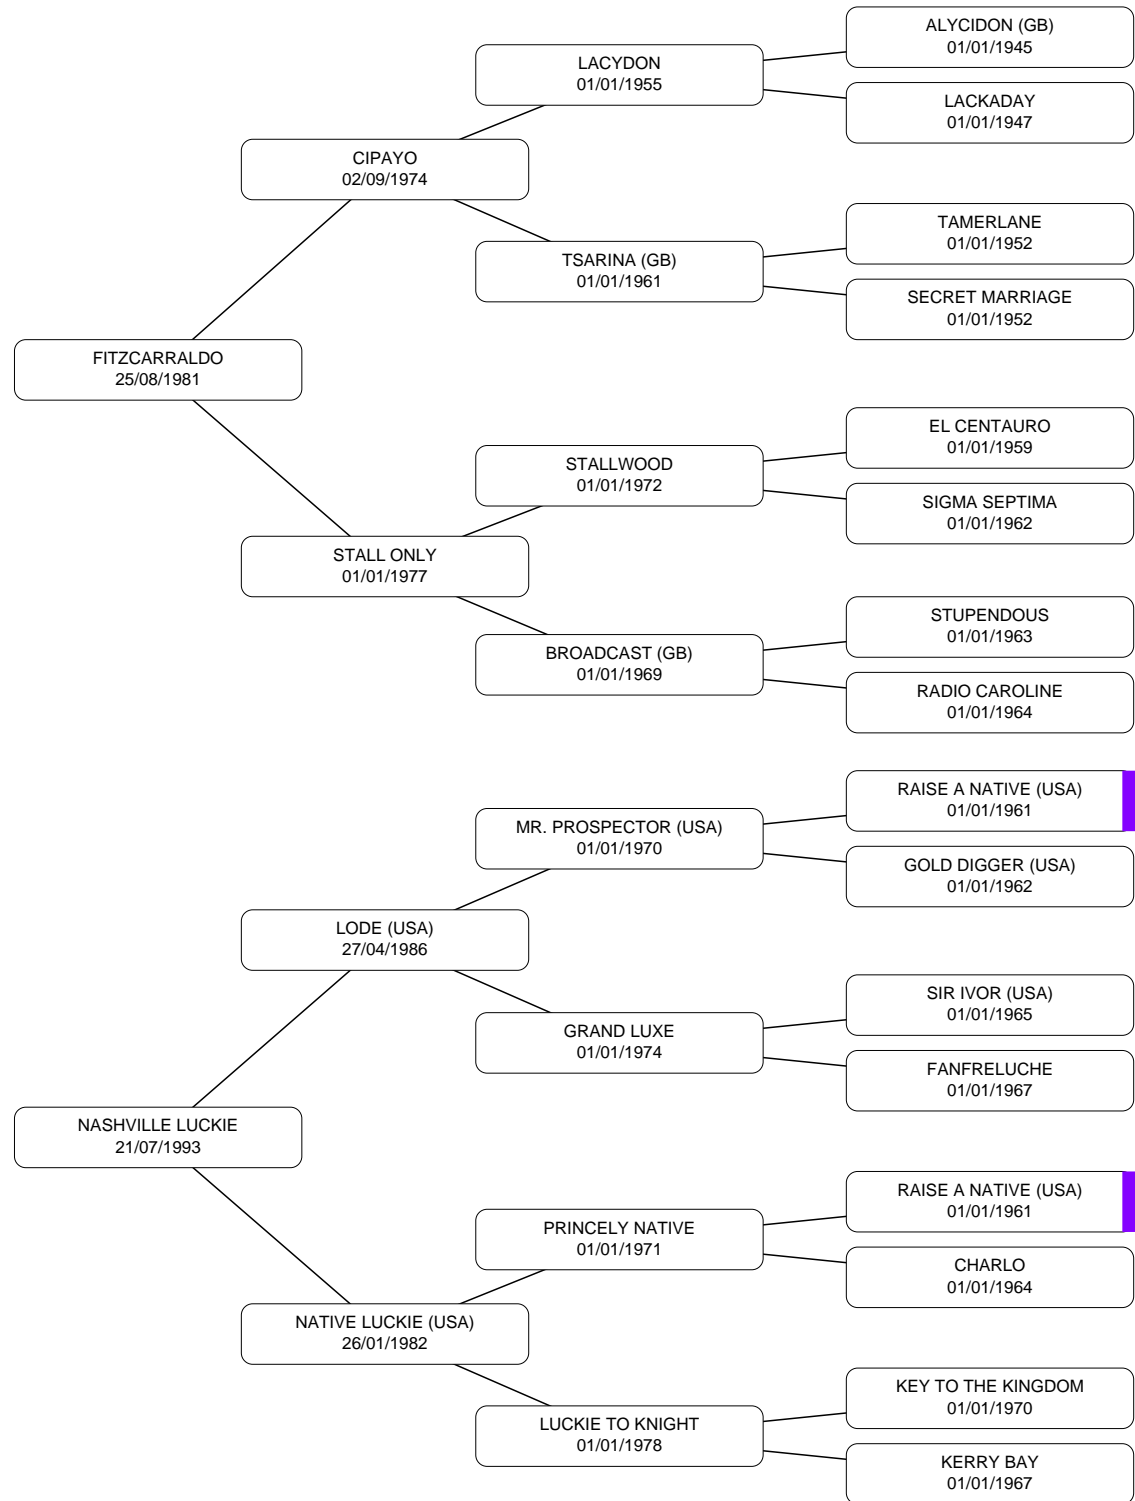 ALYCIDON (GB)
01/01/1945
LACYDON
01/01/1955
LACKADAY
01/01/1947
CIPAYO
02/09/1974
TAMERLANE
01/01/1952
TSARINA (GB)
01/01/1961
SECRET MARRIAGE
01/01/1952
FITZCARRALDO
25/08/1981
EL CENTAURO
01/01/1959
STALLWOOD
01/01/1972
SIGMA SEPTIMA
01/01/1962
STALL ONLY
01/01/1977
STUPENDOUS
01/01/1963
BROADCAST (GB)
01/01/1969
RADIO CAROLINE
01/01/1964
RAISE A NATIVE (USA)
01/01/1961
MR. PROSPECTOR (USA)
01/01/1970
GOLD DIGGER (USA)
01/01/1962
LODE (USA)
27/04/1986
SIR IVOR (USA)
01/01/1965
GRAND LUXE
01/01/1974
FANFRELUCHE
01/01/1967
NASHVILLE LUCKIE
21/07/1993
RAISE A NATIVE (USA)
01/01/1961
PRINCELY NATIVE
01/01/1971
CHARLO
01/01/1964
NATIVE LUCKIE (USA)
26/01/1982
KEY TO THE KINGDOM
01/01/1970
LUCKIE TO KNIGHT
01/01/1978
KERRY BAY
01/01/1967